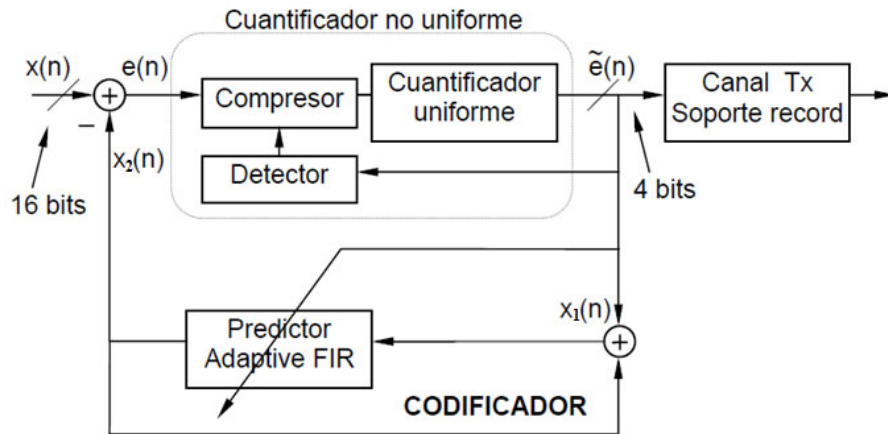 Cuantificador no uniforme
x(n)
e(n)
Compresor
Cuantificador
uniforme
ẽ(n)
Canal Tx
Soporte record
+
−
x₂(n)
Detector
16 bits
4 bits
x₁(n)
Predictor
Adaptive FIR
+
CODIFICADOR